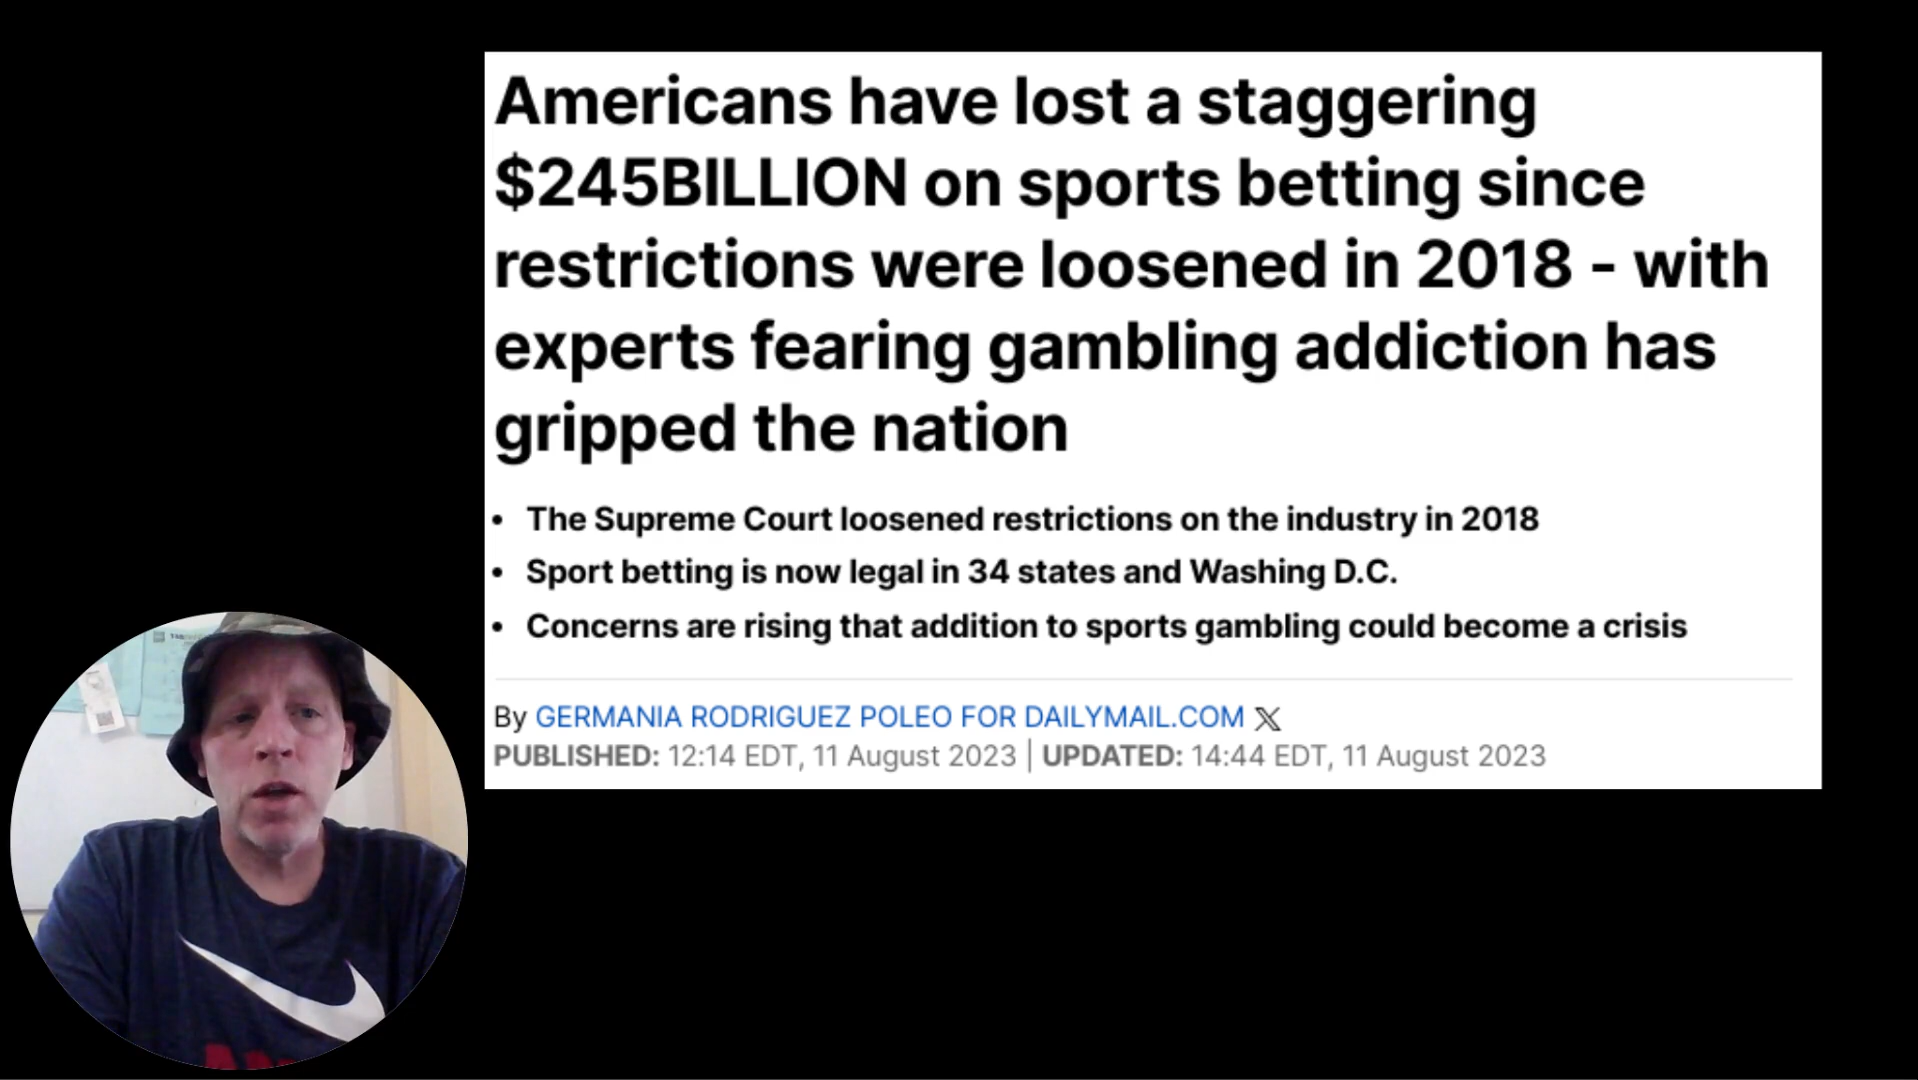 Americans have lost a staggering
$245BILLION on sports betting since
restrictions were loosened in 2018 - with
experts fearing gambling addiction has
gripped the nation
• The Supreme Court loosened restrictions on the industry in 2018
• Sport betting is now legal in 34 states and Washing D.C.
• Concerns are rising that addition to sports gambling could become a crisis
By GERMANIA RODRIGUEZ POLEO FOR DAILYMAIL.COM X
PUBLISHED: 12:14 EDT, 11 August 2023 | UPDATED: 14:44 EDT, 11 August 2023